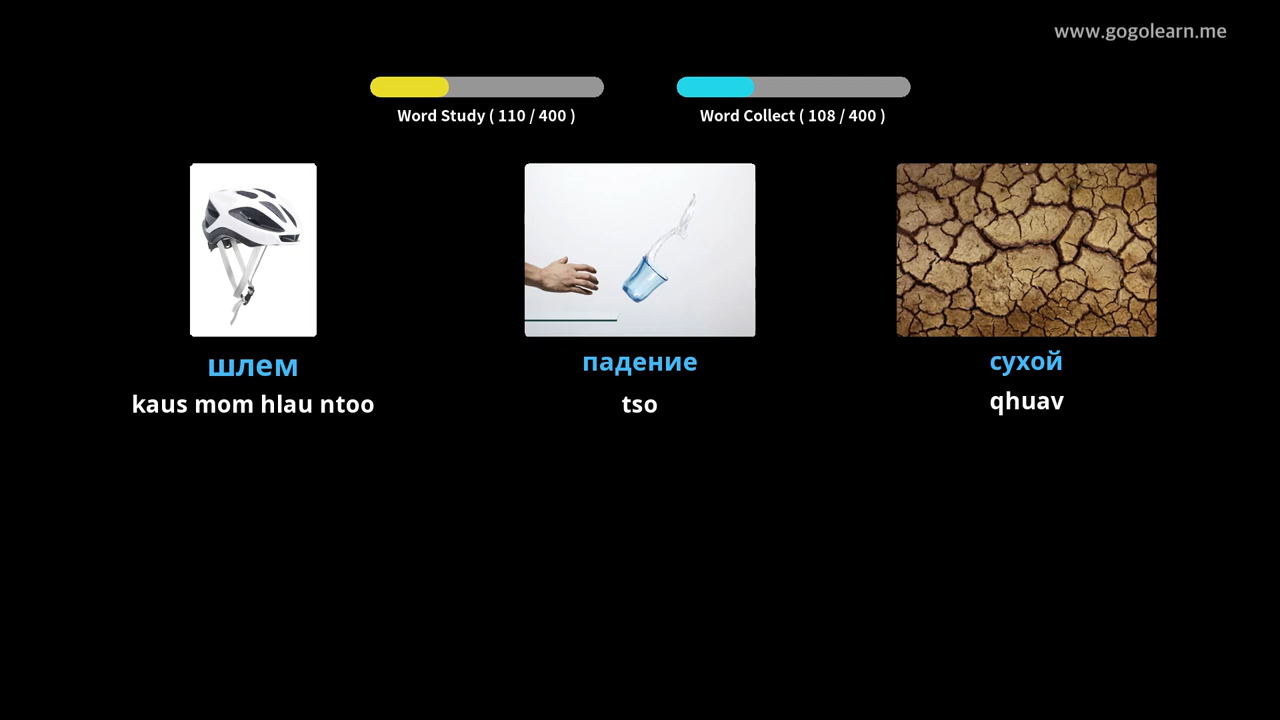 www.gogolearn.me
Word Study ( 110 / 400 )
Word Collect ( 108 / 400 )
шлем
kaus mom hlau ntoo
падение
tso
сухой
qhuav